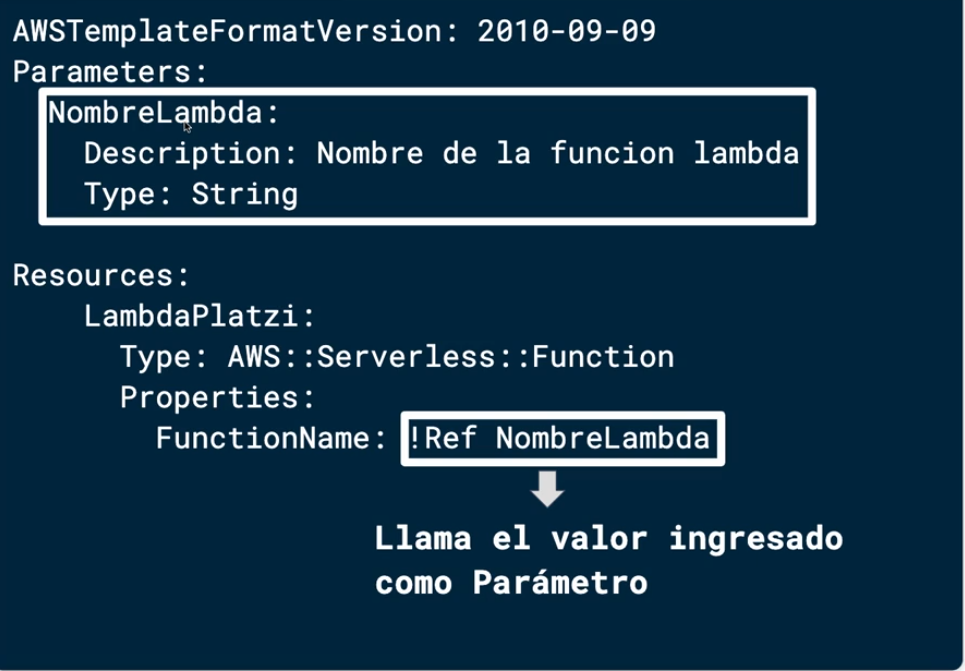 AWSTemplateFormatVersion: 2010-09-09
Parameters:
NombreLambda:
Description: Nombre de la funcion lambda
Type: String
Resources:
LambdaPlatzi:
Type: AWS::Serverless::Function
Properties:
FunctionName: !Ref NombreLambda
Llama el valor ingresado
como Parámetro